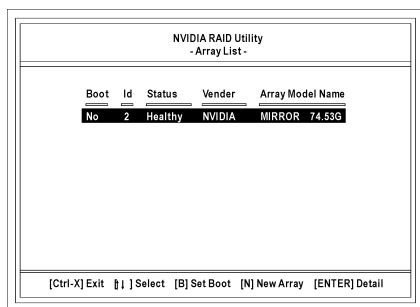 NVIDIA RAID Utility
- Array List -
Boot Id Status Vender Array Model Name
No 2 Healthy NVIDIA MIRROR 74.53G
[Ctrl-X] Exit [↑↓] Select [B] Set Boot [N] New Array [ENTER] Detail